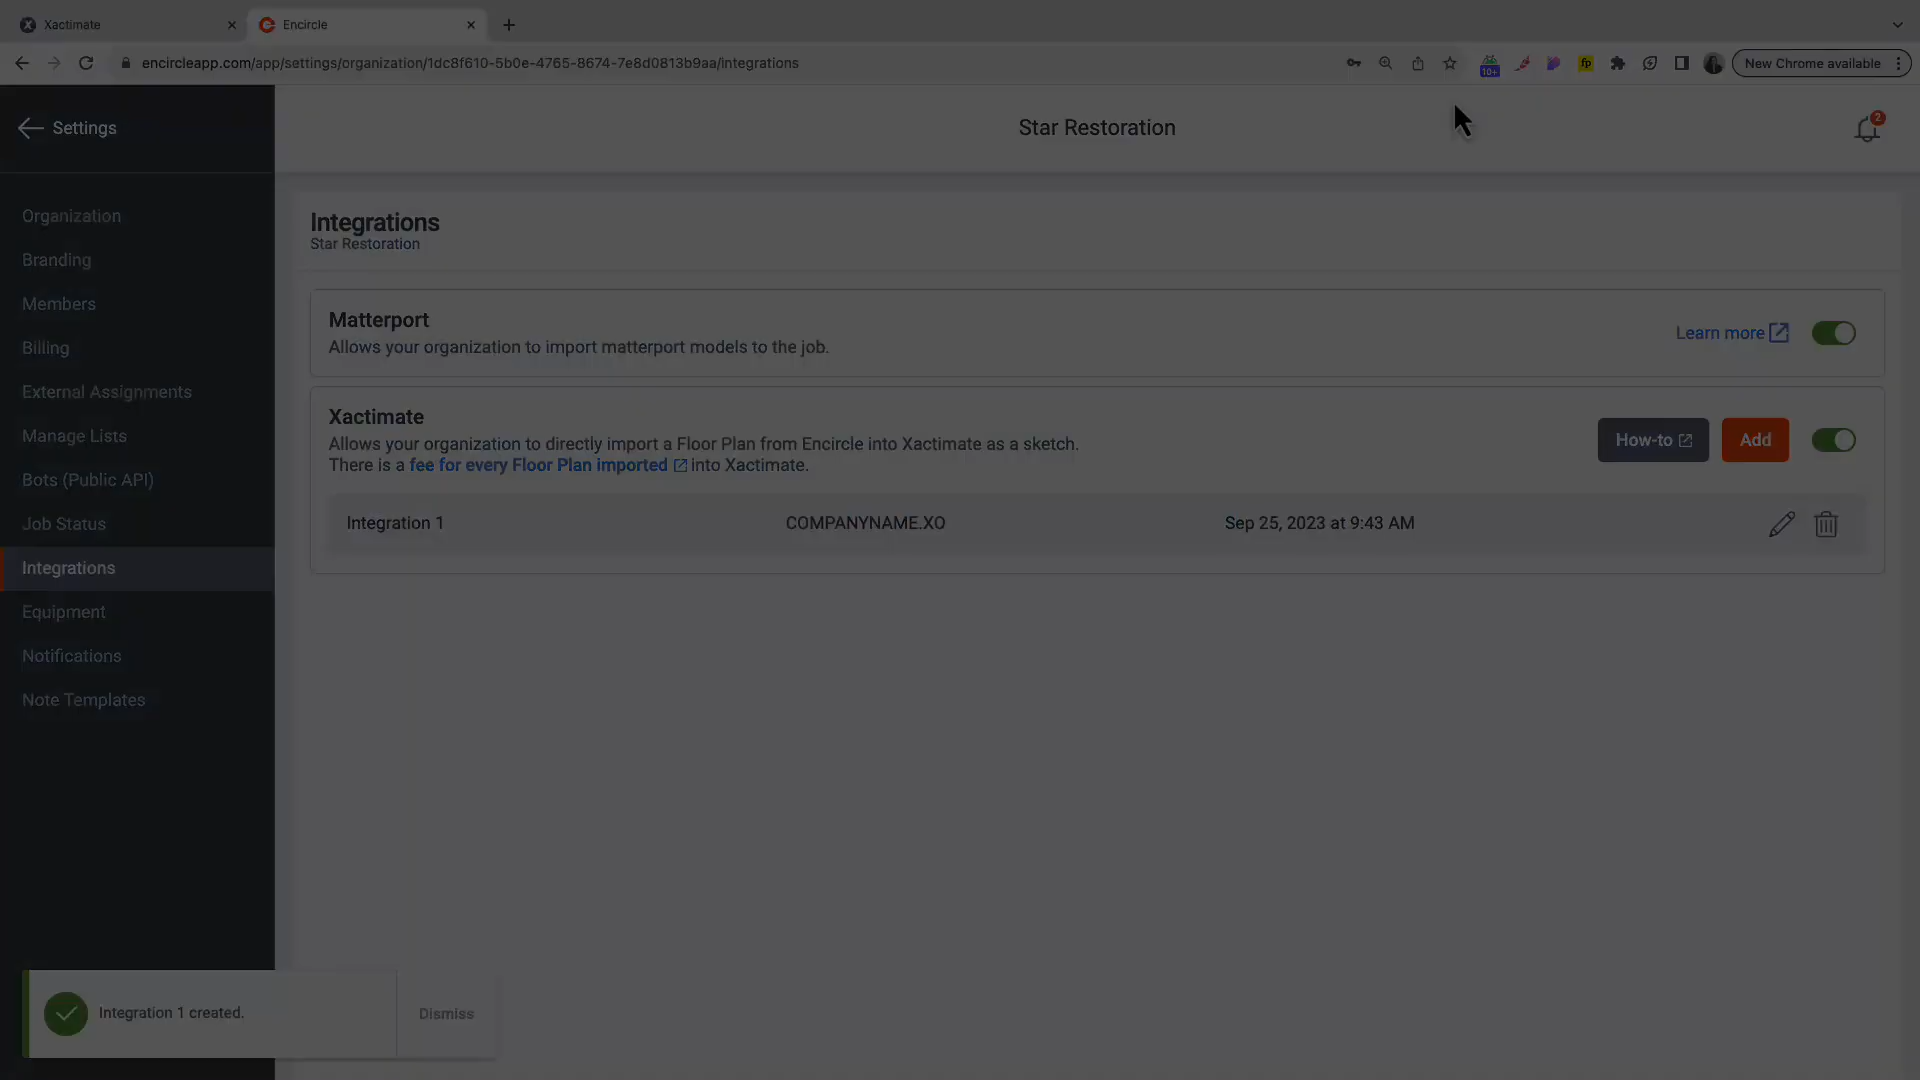 Xactimate
Encircle
encircleapp.com/app/settings/organization/1dc8f610-5b0e-4765-8674-7e8d0813b9aa/integrations
10+
fp
New Chrome available
Settings
Star Restoration
2
Organization
Branding
Members
Billing
External Assignments
Manage Lists
Bots (Public API)
Job Status
Integrations
Equipment
Notifications
Note Templates
Integrations
Star Restoration
Matterport
Allows your organization to import matterport models to the job.
Learn more
Xactimate
Allows your organization to directly import a Floor Plan from Encircle into Xactimate as a sketch.
There is a fee for every Floor Plan imported into Xactimate.
How-to
Add
Integration 1 COMPANYNAME.XO Sep 25, 2023 at 9:43 AM
Integration 1 created.
Dismiss